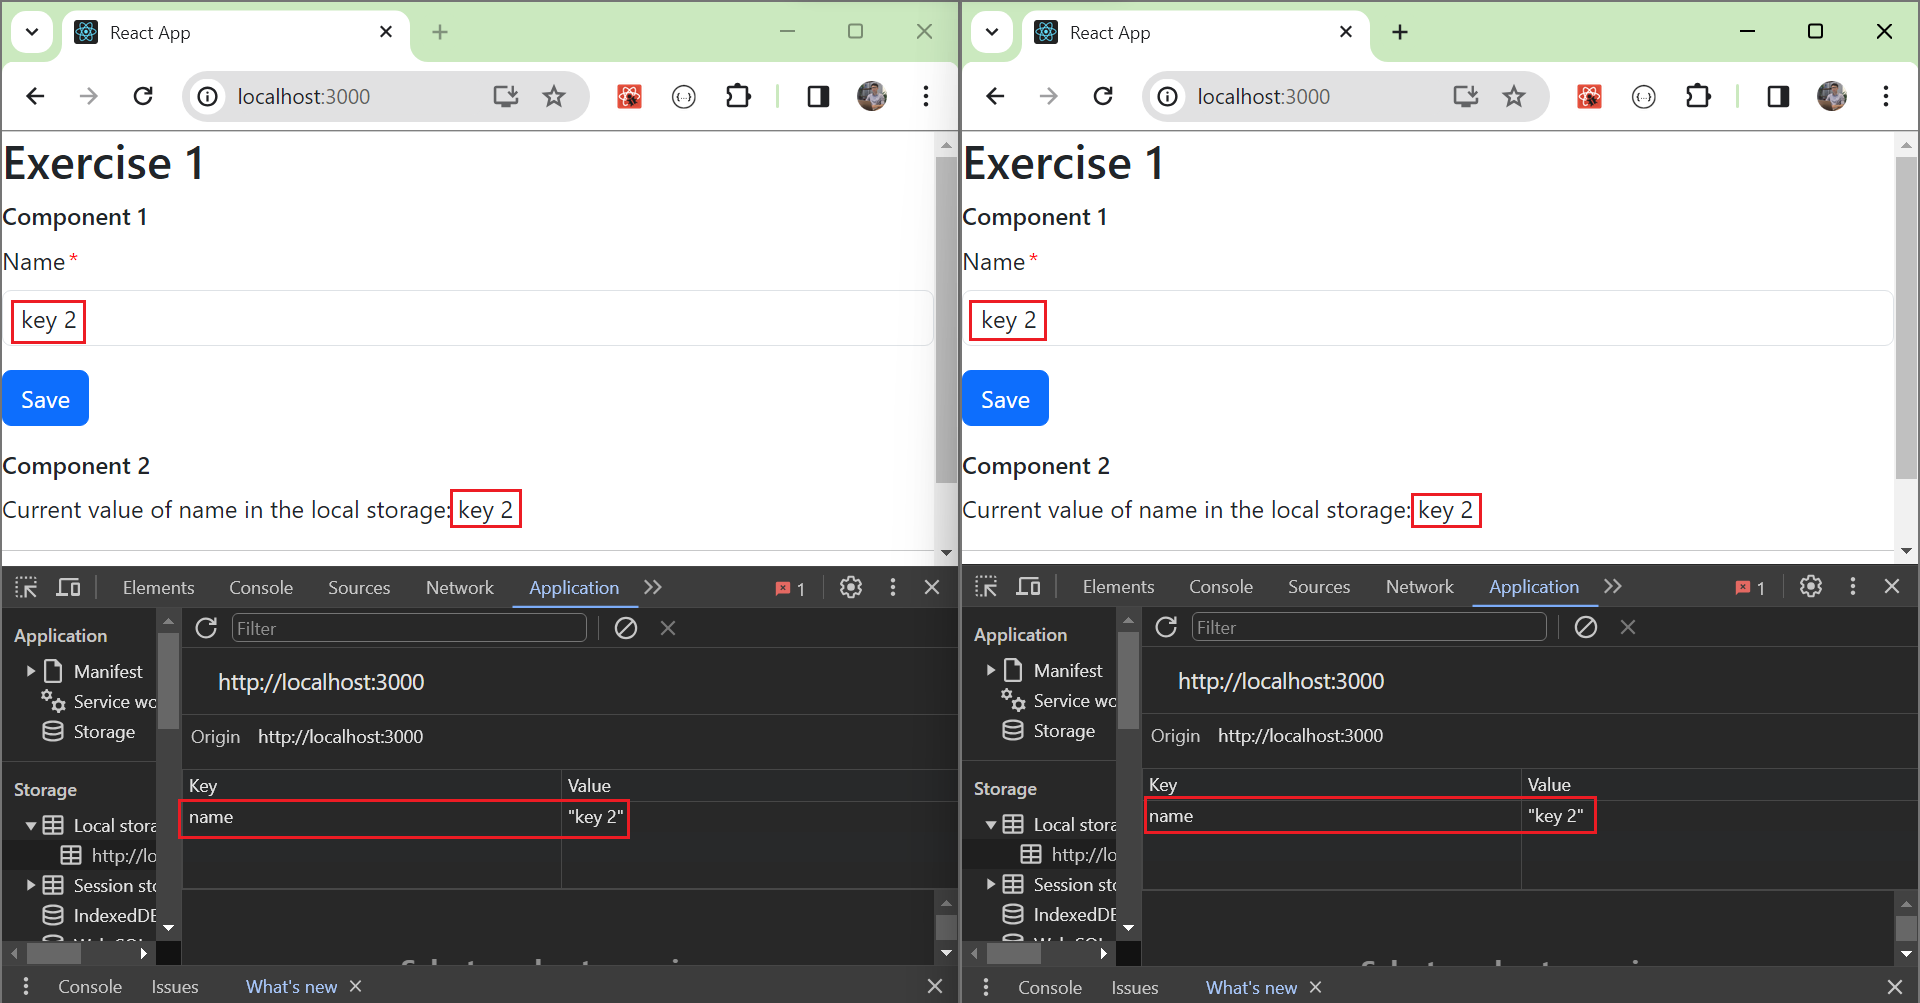 React App
localhost:3000
Exercise 1
Component 1
Name*
key 2
Save
Component 2
Current value of name in the local storage: key 2
Elements Console Sources Network Application 1
Application
Filter
Manifest
Service wo
Storage
http://localhost:3000
Origin http://localhost:3000
Key Value
name "key 2"
Storage
Local stora
http://lo
Session sto
IndexedDB
Console Issues What's new
React App
localhost:3000
Exercise 1
Component 1
Name*
key 2
Save
Component 2
Current value of name in the local storage: key 2
Elements Console Sources Network Application 1
Application
Filter
Manifest
Service wo
Storage
http://localhost:3000
Origin http://localhost:3000
Key Value
name "key 2"
Storage
Local stora
http://lo
Session sto
IndexedDB
Console Issues What's new